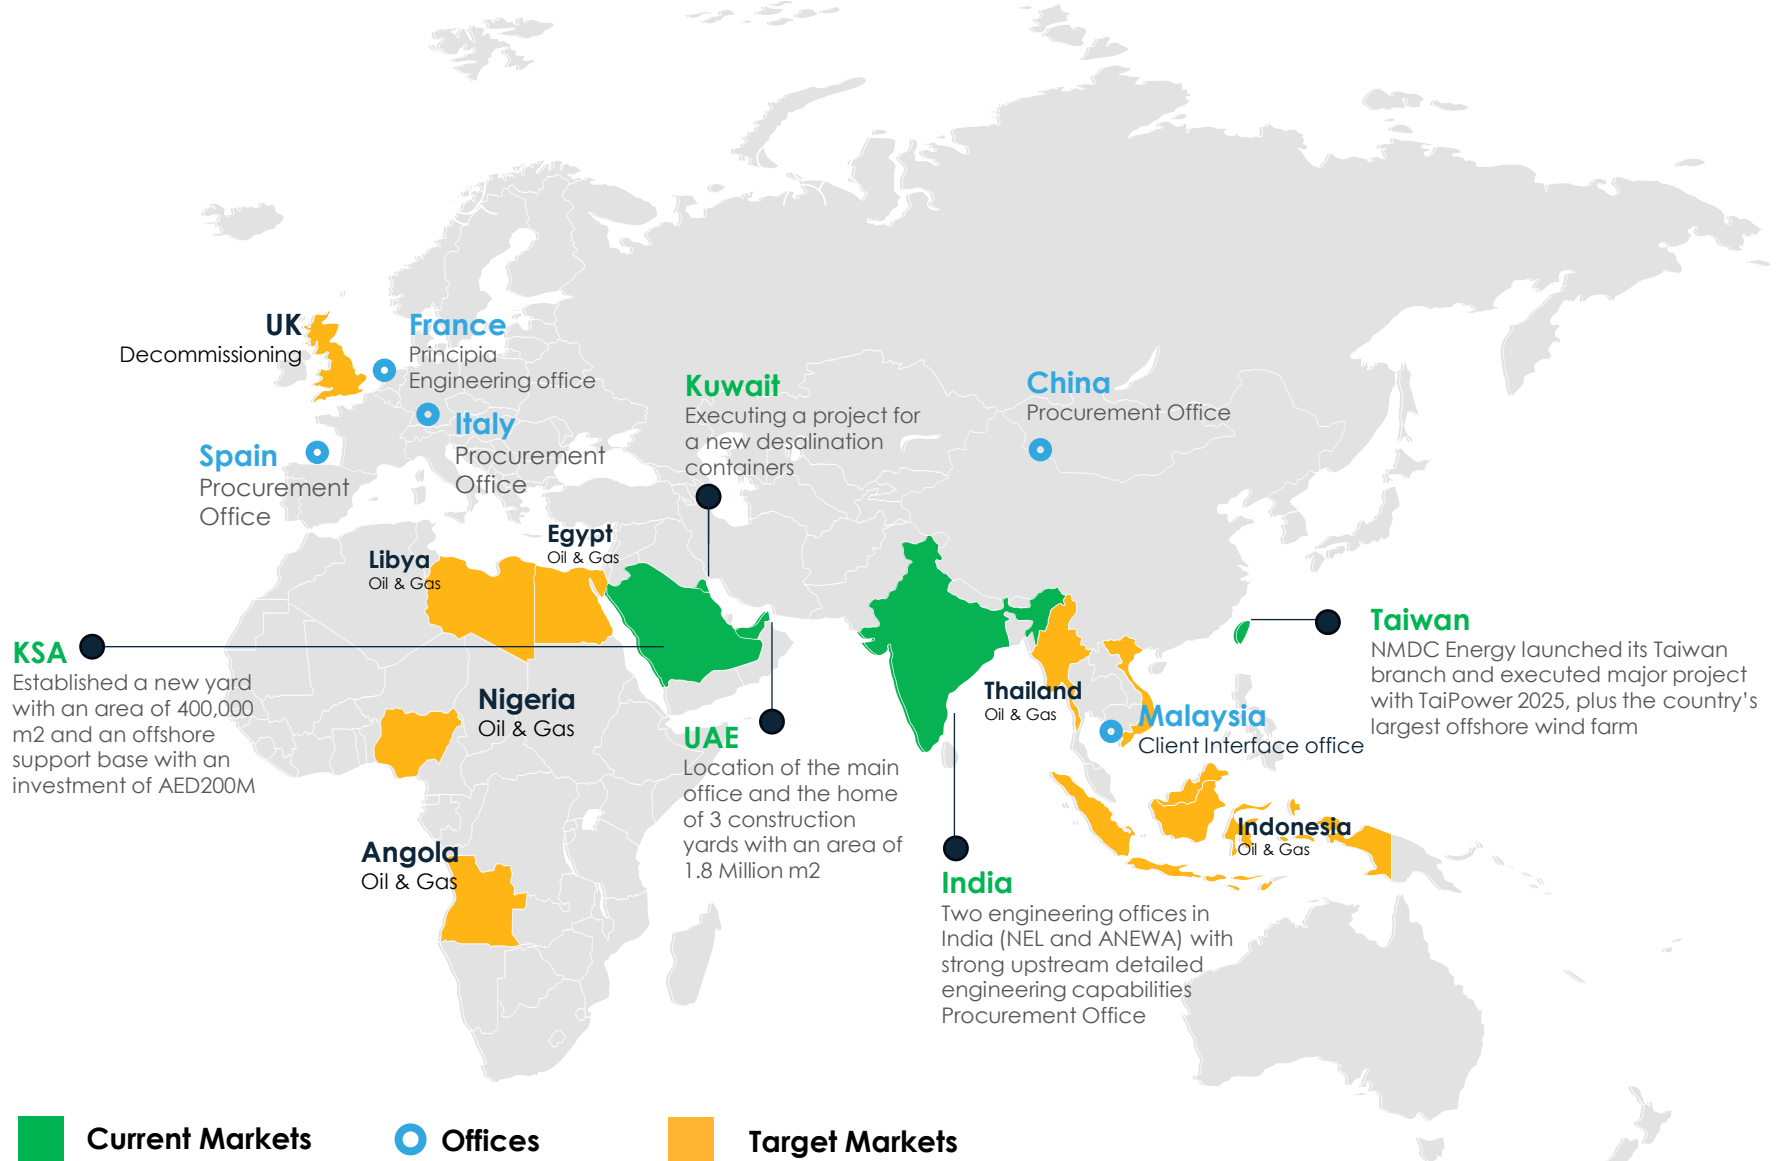 UK
Decommissioning
France
Principia
Engineering office
Kuwait
Executing a project for
a new desalination
containers
China
Procurement Office
Spain
Procurement
Office
Italy
Procurement
Office
Egypt
Oil & Gas
Libya
Oil & Gas
KSA
Established a new yard
with an area of 400,000
m2 and an offshore
support base with an
investment of AED200M
Nigeria
Oil & Gas
Taiwan
NMDC Energy launched its Taiwan
branch and executed major project
with TaiPower 2025, plus the country’s
largest offshore wind farm
Thailand
Oil & Gas
Malaysia
Client Interface office
UAE
Location of the main
office and the home
of 3 construction
yards with an area of
1.8 Million m2
Indonesia
Oil & Gas
Angola
Oil & Gas
India
Two engineering offices in
India (NEL and ANEWA) with
strong upstream detailed
engineering capabilities
Procurement Office
Current Markets
Offices
Target Markets